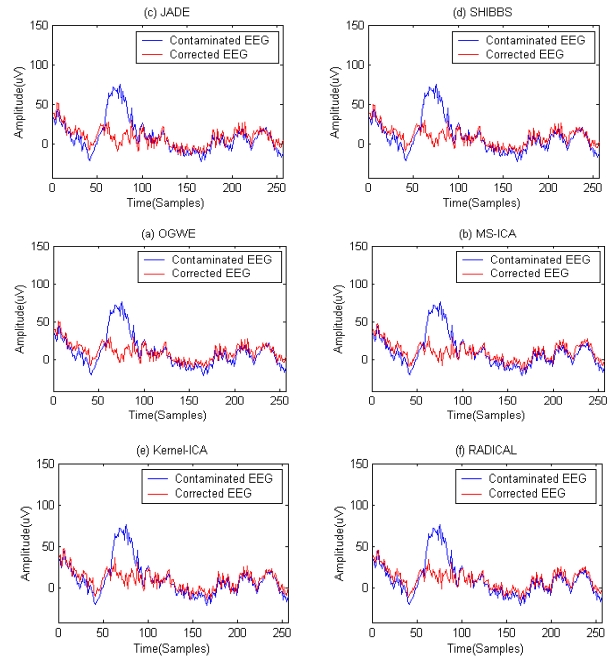 (c) JADE
150
100
50
0
Amplitude(uV)
Contaminated EEG
Corrected EEG
0 50 100 150 200 250
Time(Samples)
(d) SHIBBS
150
100
50
0
Amplitude(uV)
Contaminated EEG
Corrected EEG
0 50 100 150 200 250
Time(Samples)
(a) OGWE
150
100
50
0
Amplitude(uV)
Contaminated EEG
Corrected EEG
0 50 100 150 200 250
Time(Samples)
(b) MS-ICA
150
100
50
0
Amplitude(uV)
Contaminated EEG
Corrected EEG
0 50 100 150 200 250
Time(Samples)
(e) Kernel-ICA
150
100
50
0
Amplitude(uV)
Contaminated EEG
Corrected EEG
0 50 100 150 200 250
Time(Samples)
(f) RADICAL
150
100
50
0
Amplitude(uV)
Contaminated EEG
Corrected EEG
0 50 100 150 200 250
Time(Samples)